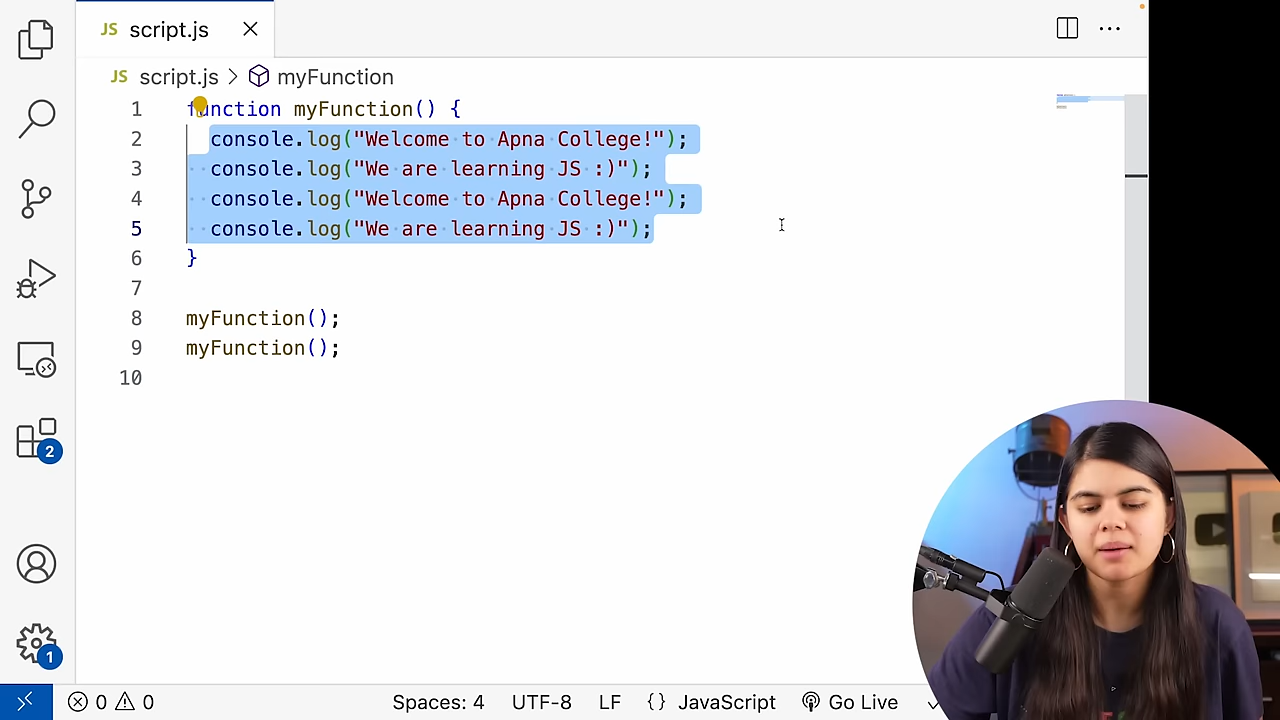 JS script.js
JS script.js > myFunction
1 function myFunction() {
2 console.log("Welcome to Apna College!");
3 console.log("We are learning JS :)");
4 console.log("Welcome to Apna College!");
5 console.log("We are learning JS :)");
6 }
7
8 myFunction();
9 myFunction();
10
2
1
0 0 Spaces: 4 UTF-8 LF {} JavaScript Go Live